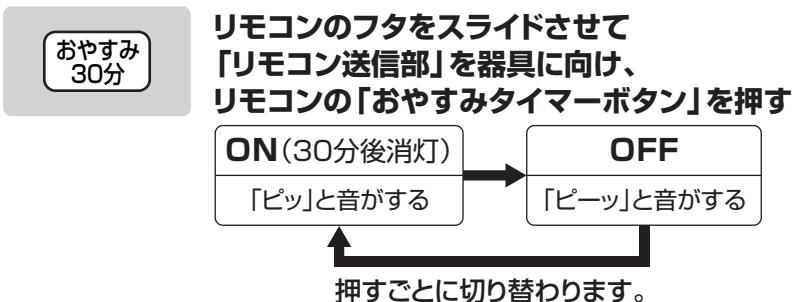 おやすみ
30分
リモコンのフタをスライドさせて
「リモコン送信部」を器具に向け、
リモコンの「おやすみタイマーボタン」を押す
ON(30分後消灯)
「ピッ」と音がする
OFF
「ピーッ」と音がする
押すごとに切り替わります。